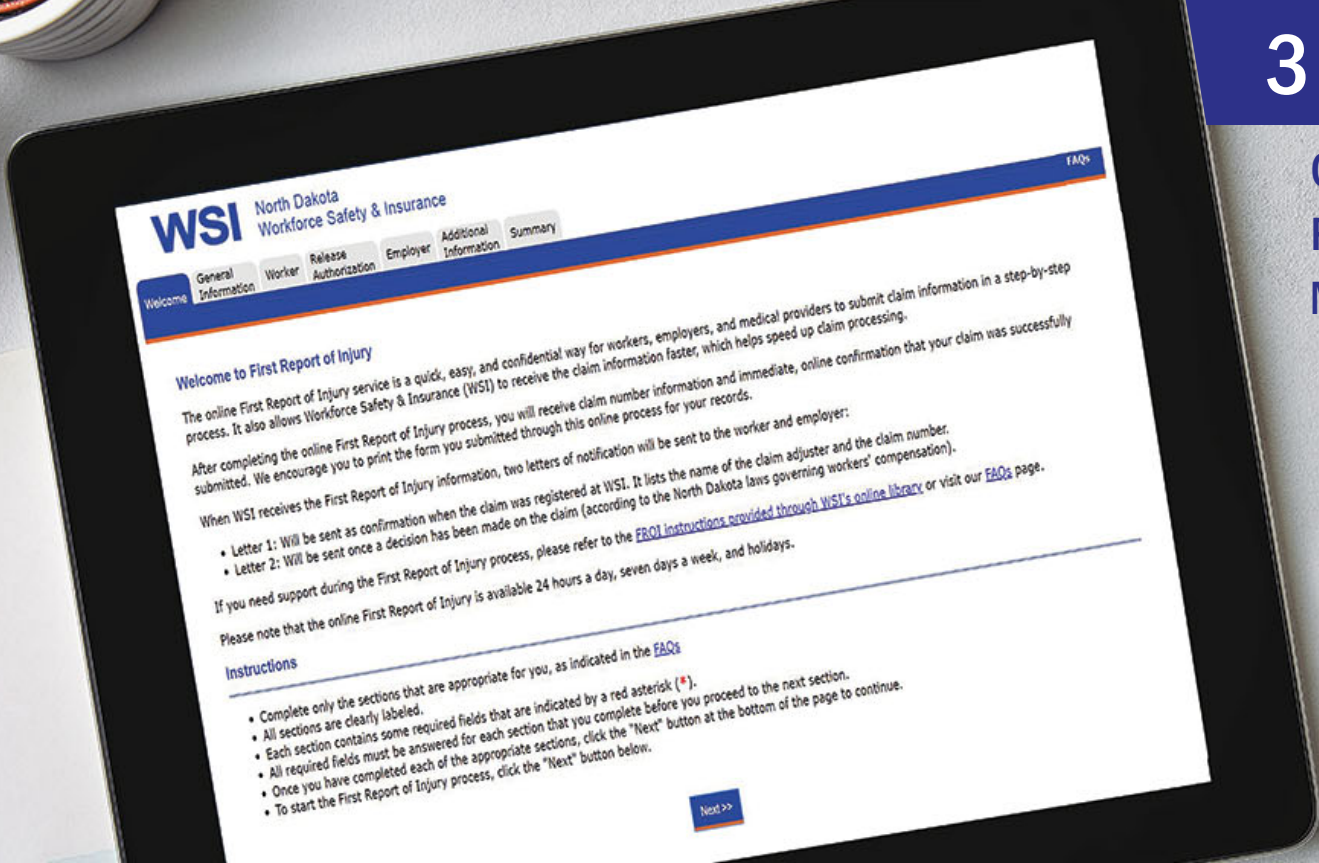 3
WSI
North Dakota
Workforce Safety & Insurance
FAQs
Welcome
General
Information
Worker
Release
Authorization
Employer
Additional
Information
Summary
Welcome to First Report of Injury
The online First Report of Injury service is a quick, easy, and confidential way for workers, employers, and medical providers to submit claim information in a step-by-step
process. It also allows Workforce Safety & Insurance (WSI) to receive the claim information faster, which helps speed up claim processing.
After completing the online First Report of Injury process, you will receive claim number information and immediate, online confirmation that your claim was successfully
submitted. We encourage you to print the form you submitted through this online process for your records.
When WSI receives the First Report of Injury information, two letters of notification will be sent to the worker and employer:
• Letter 1: Will be sent as confirmation when the claim was registered at WSI. It lists the name of the claim adjuster and the claim number.
• Letter 2: Will be sent once a decision has been made on the claim (according to the North Dakota laws governing workers' compensation).
If you need support during the First Report of Injury process, please refer to the FROI instructions provided through WSI's online library or visit our FAQs page.
Please note that the online First Report of Injury is available 24 hours a day, seven days a week, and holidays.
Instructions
• Complete only the sections that are appropriate for you, as indicated in the FAQs
• All sections are clearly labeled.
• Each section contains some required fields that are indicated by a red asterisk (*).
• All required fields must be answered for each section that you complete before you proceed to the next section.
• Once you have completed each of the appropriate sections, click the "Next" button at the bottom of the page to continue.
• To start the First Report of Injury process, click the "Next" button below.
Next >>